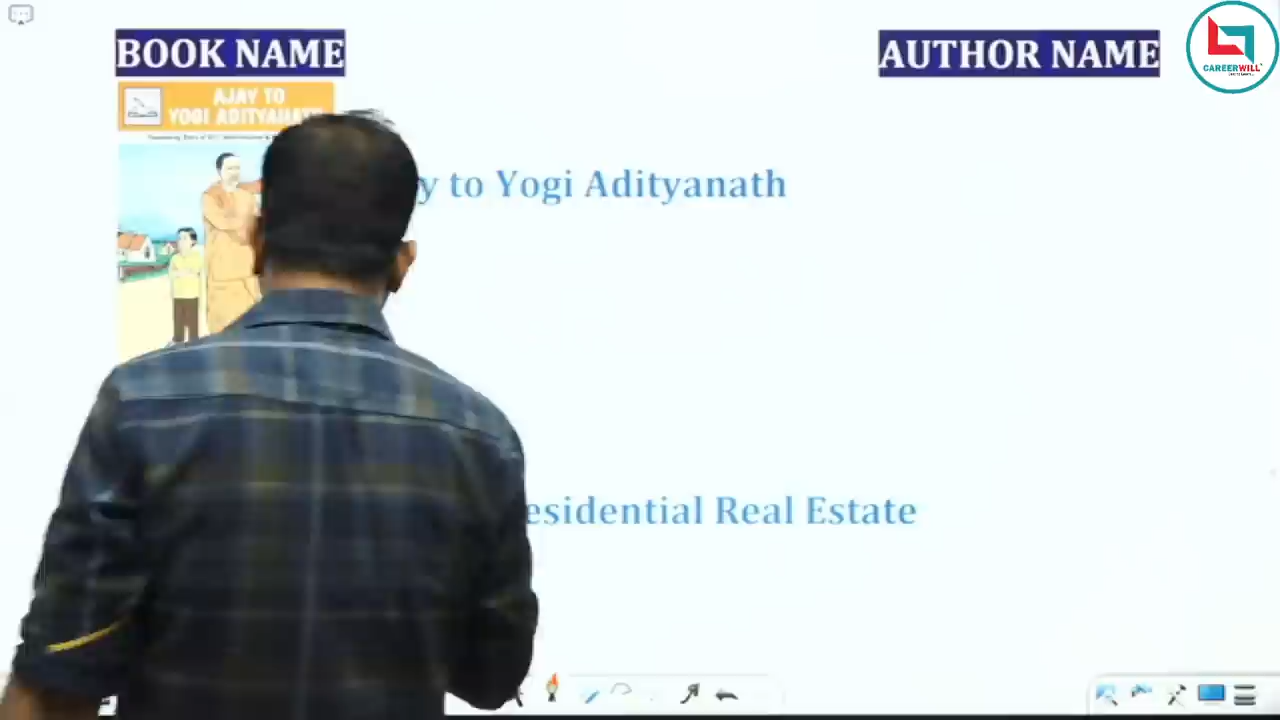 BOOK NAME
AUTHOR NAME
CAREERWILL
AJAY TO
YOGI ADITYANATH
y to Yogi Adityanath
esidential Real Estate